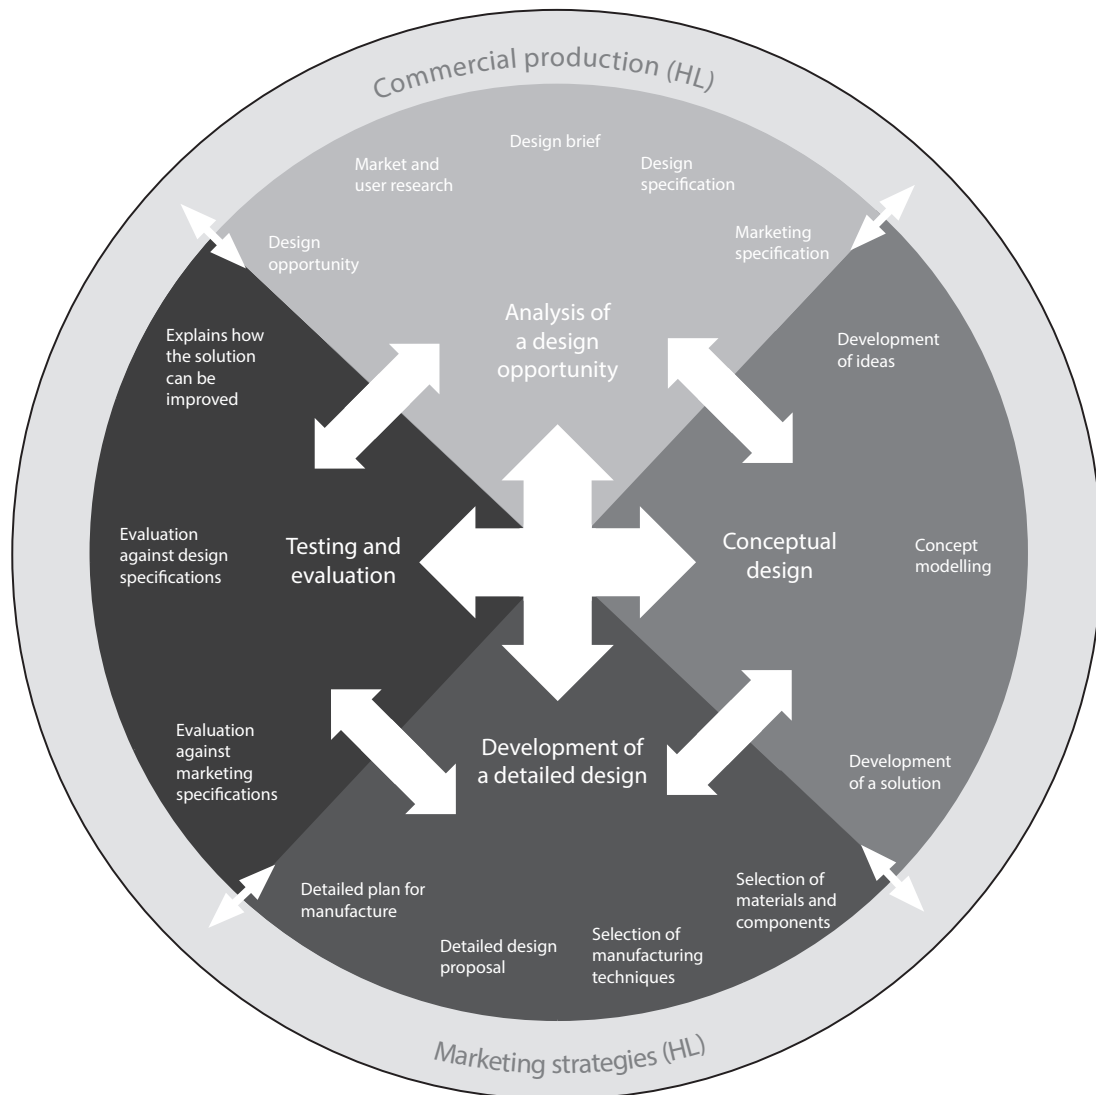 Commercial production (HL)
Design brief
Market and
user research
Design
specification
Design
opportunity
Marketing
specification
Analysis of
a design
opportunity
Explains how
the solution
can be
improved
Development
of ideas
Evaluation
against design
specifications
Testing and
evaluation
Conceptual
design
Concept
modelling
Evaluation
against
marketing
specifications
Development of
a detailed design
Development
of a solution
Detailed plan for
manufacture
Detailed design
proposal
Selection of
manufacturing
techniques
Selection of
materials and
components
Marketing strategies (HL)